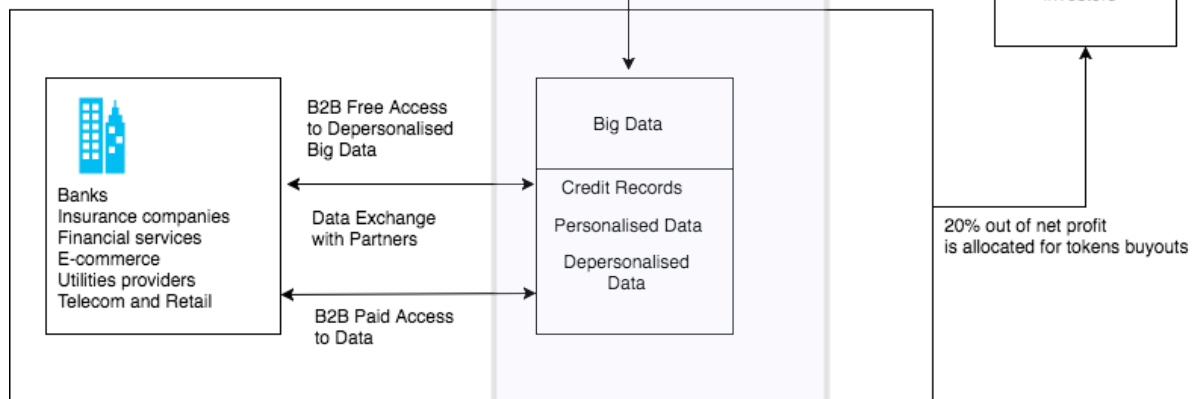 B2B Free Access
to Depersonalised
Big Data
Big Data
Banks
Insurance companies
Financial services
E-commerce
Utilities providers
Telecom and Retail
Data Exchange
with Partners
Credit Records
Personalised Data
Depersonalised
Data
B2B Paid Access
to Data
20% out of net profit
is allocated for tokens buyouts